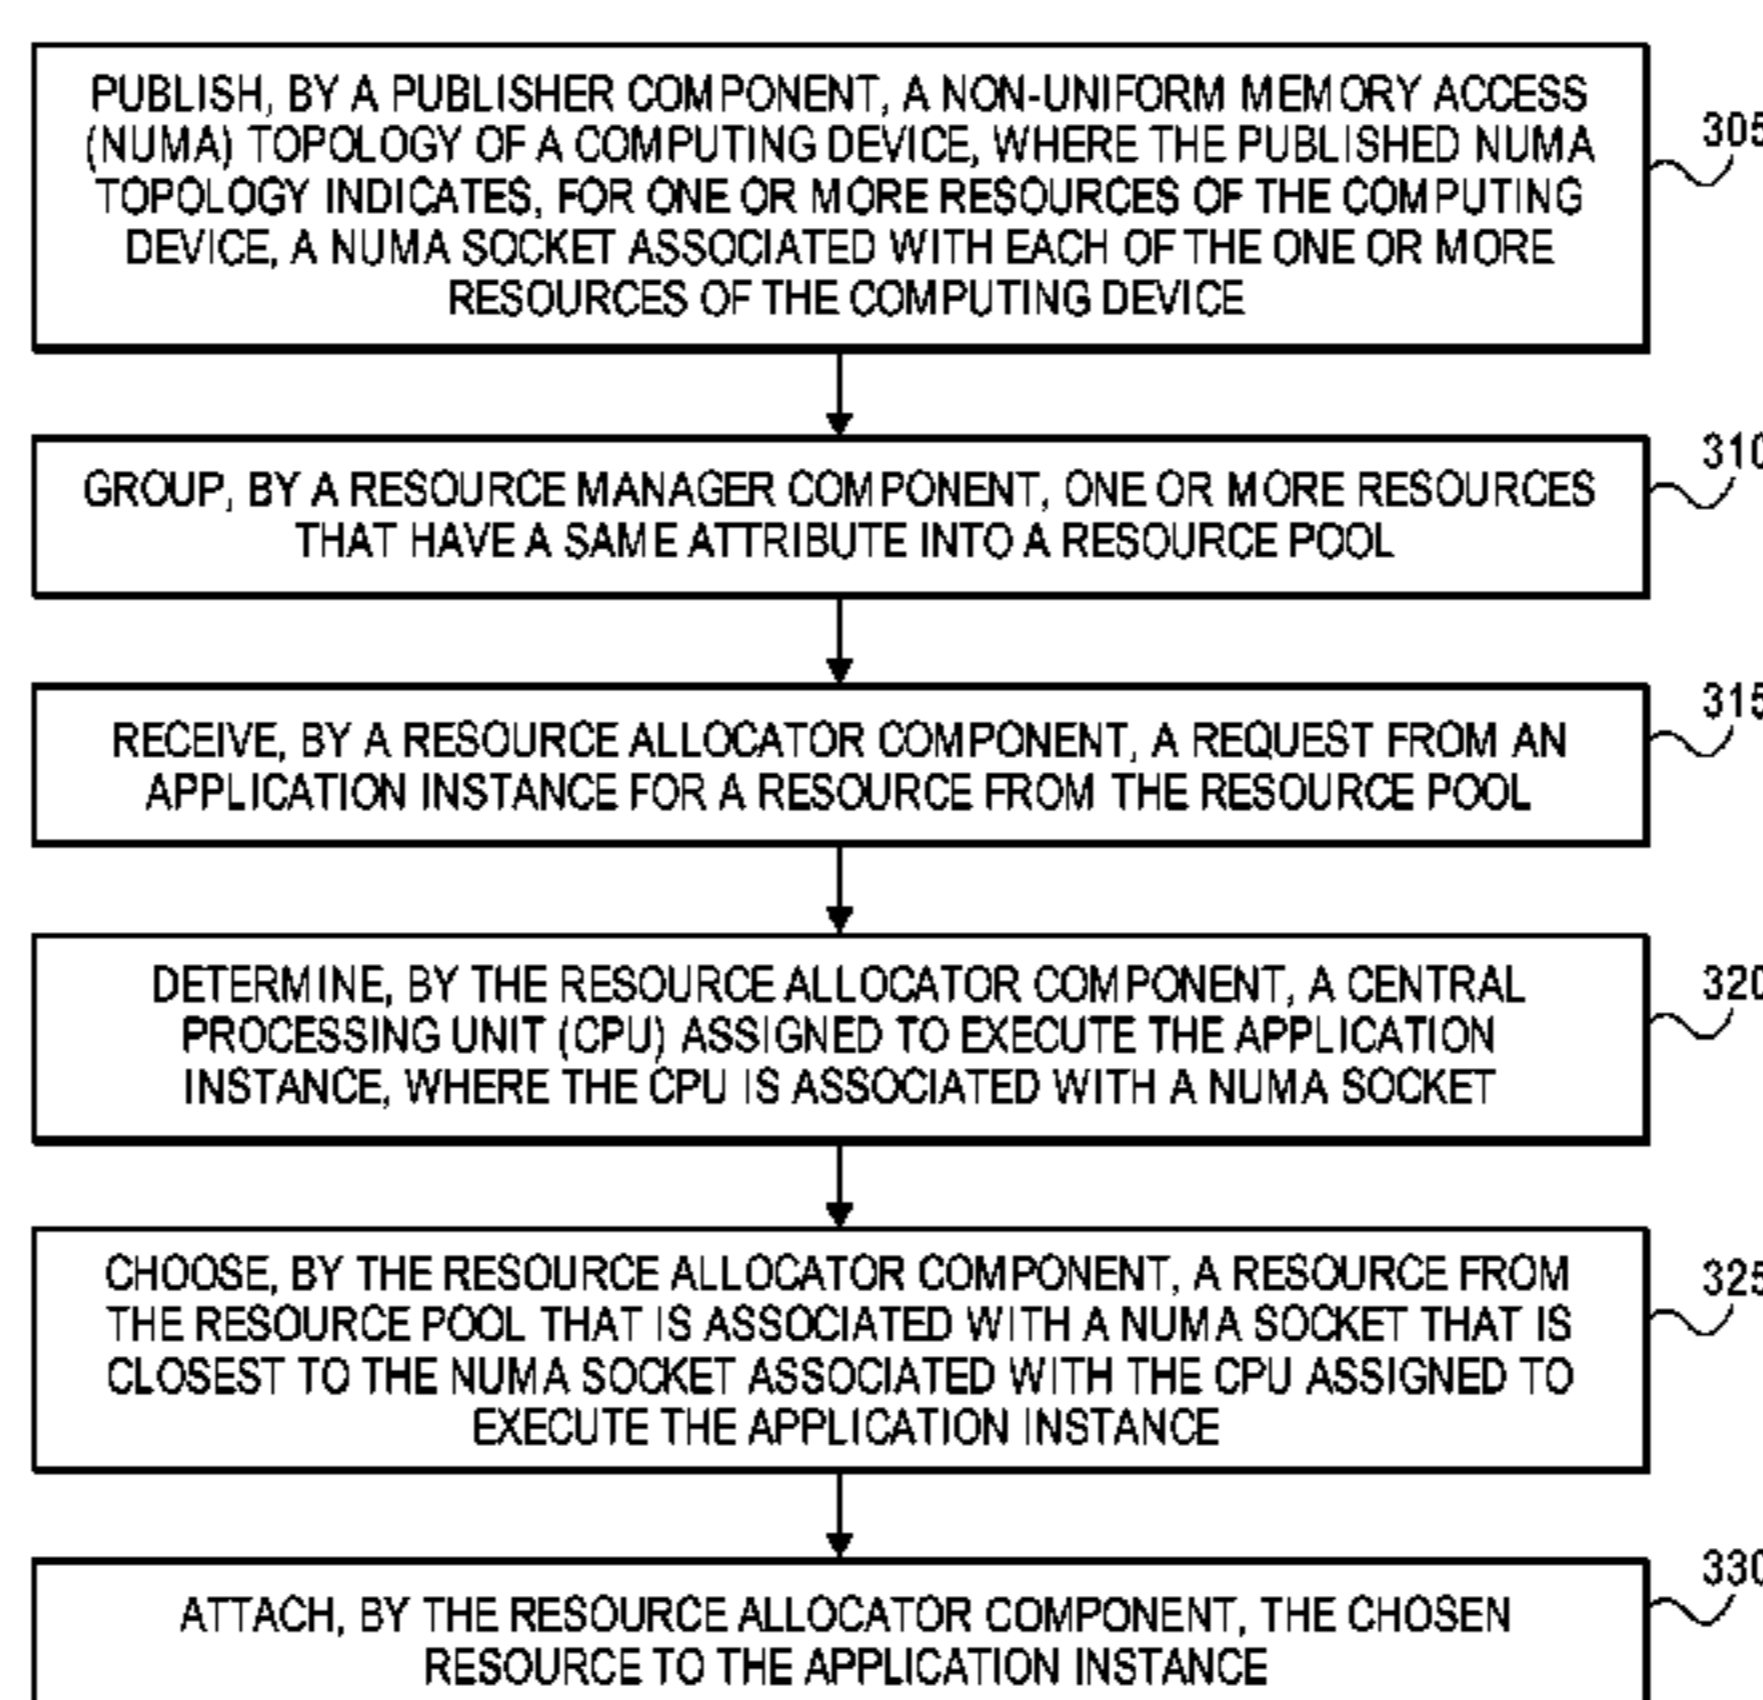 PUBLISH, BY A PUBLISHER COMPONENT, A NON-UNIFORM MEMORY ACCESS
(NUMA) TOPOLOGY OF A COMPUTING DEVICE, WHERE THE PUBLISHED NUMA
TOPOLOGY INDICATES, FOR ONE OR MORE RESOURCES OF THE COMPUTING
DEVICE, A NUMA SOCKET ASSOCIATED WITH EACH OF THE ONE OR MORE
RESOURCES OF THE COMPUTING DEVICE
305
GROUP, BY A RESOURCE MANAGER COMPONENT, ONE OR MORE RESOURCES
THAT HAVE A SAME ATTRIBUTE INTO A RESOURCE POOL
310
RECEIVE, BY A RESOURCE ALLOCATOR COMPONENT, A REQUEST FROM AN
APPLICATION INSTANCE FOR A RESOURCE FROM THE RESOURCE POOL
315
DETERMINE, BY THE RESOURCE ALLOCATOR COMPONENT, A CENTRAL
PROCESSING UNIT (CPU) ASSIGNED TO EXECUTE THE APPLICATION
INSTANCE, WHERE THE CPU IS ASSOCIATED WITH A NUMA SOCKET
320
CHOOSE, BY THE RESOURCE ALLOCATOR COMPONENT, A RESOURCE FROM
THE RESOURCE POOL THAT IS ASSOCIATED WITH A NUMA SOCKET THAT IS
CLOSEST TO THE NUMA SOCKET ASSOCIATED WITH THE CPU ASSIGNED TO
EXECUTE THE APPLICATION INSTANCE
325
ATTACH, BY THE RESOURCE ALLOCATOR COMPONENT, THE CHOSEN
RESOURCE TO THE APPLICATION INSTANCE
330